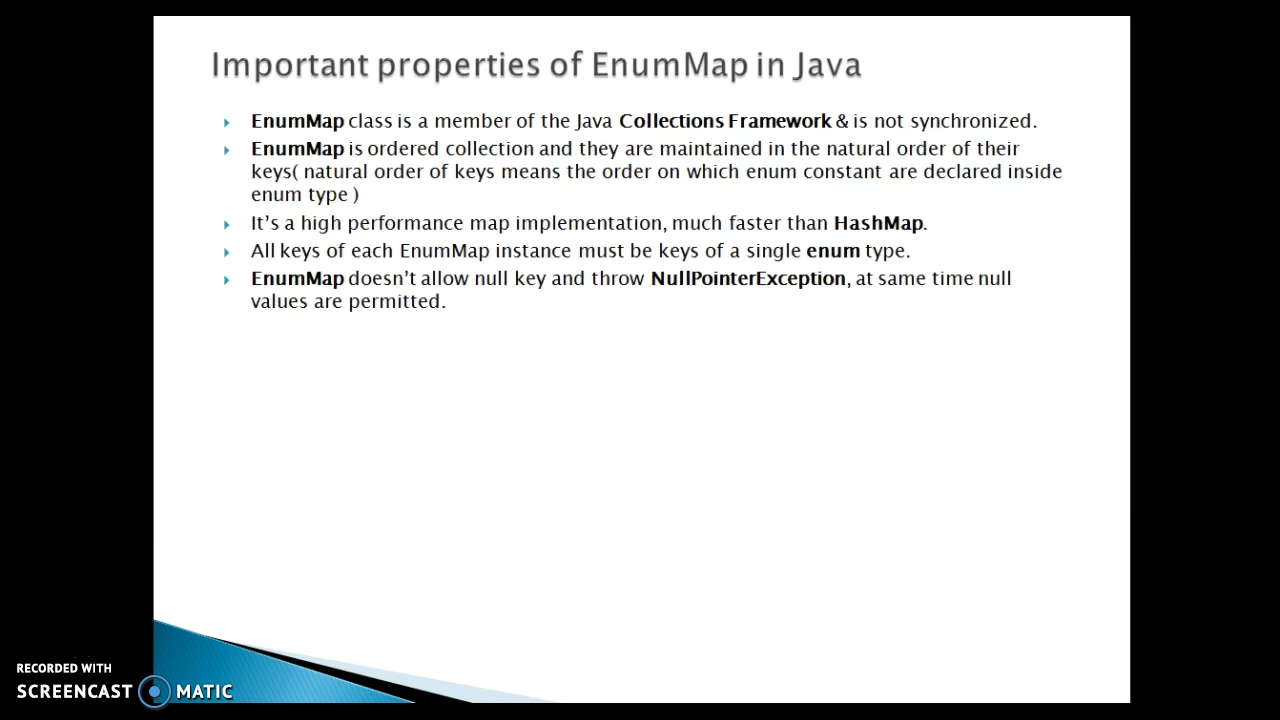 Important properties of EnumMap in Java
EnumMap class is a member of the Java Collections Framework & is not synchronized.
EnumMap is ordered collection and they are maintained in the natural order of their
keys( natural order of keys means the order on which enum constant are declared inside
enum type )
It’s a high performance map implementation, much faster than HashMap.
All keys of each EnumMap instance must be keys of a single enum type.
EnumMap doesn’t allow null key and throw NullPointerException, at same time null
values are permitted.
RECORDED WITH
SCREENCAST MATIC